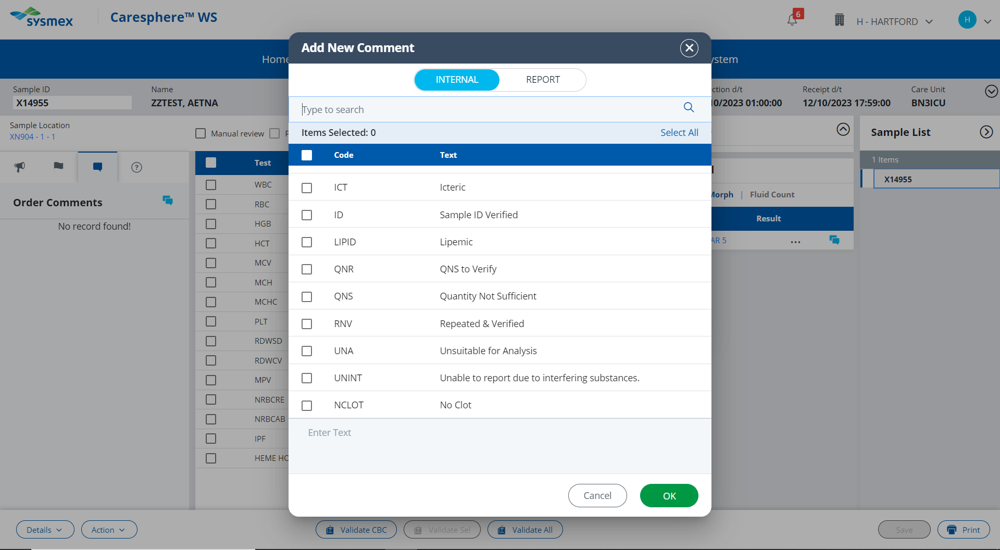 sysmex
Caresphere™ WS
6
H - HARTFORD
H
Home
ystem
Add New Comment
INTERNAL
REPORT
Sample ID
X14955
Name
ZZTEST, AETNA
ction d/t
10/2023 01:00:00
Receipt d/t
12/10/2023 17:59:00
Care Unit
BN3ICU
Type to search
Items Selected: 0
Select All
Code
Text
ICT
Icteric
ID
Sample ID Verified
LIPID
Lipemic
QNR
QNS to Verify
QNS
Quantity Not Sufficient
RNV
Repeated & Verified
UNA
Unsuitable for Analysis
UNINT
Unable to report due to interfering substances.
NCLOT
No Clot
Enter Text
Cancel
OK
Sample Location
XN904 - 1 - 1
Manual review
P
Order Comments
No record found!
Test
WBC
RBC
HGB
HCT
MCV
MCH
MCHC
PLT
RDWSD
RDWCV
MPV
NRBCRE
NRBCAB
IPF
HEME HO
Morph | Fluid Count
Result
AR 5
...
Sample List
1 Items
X14955
Details
Action
Validate CBC
Validate Sel
Validate All
Save
Print